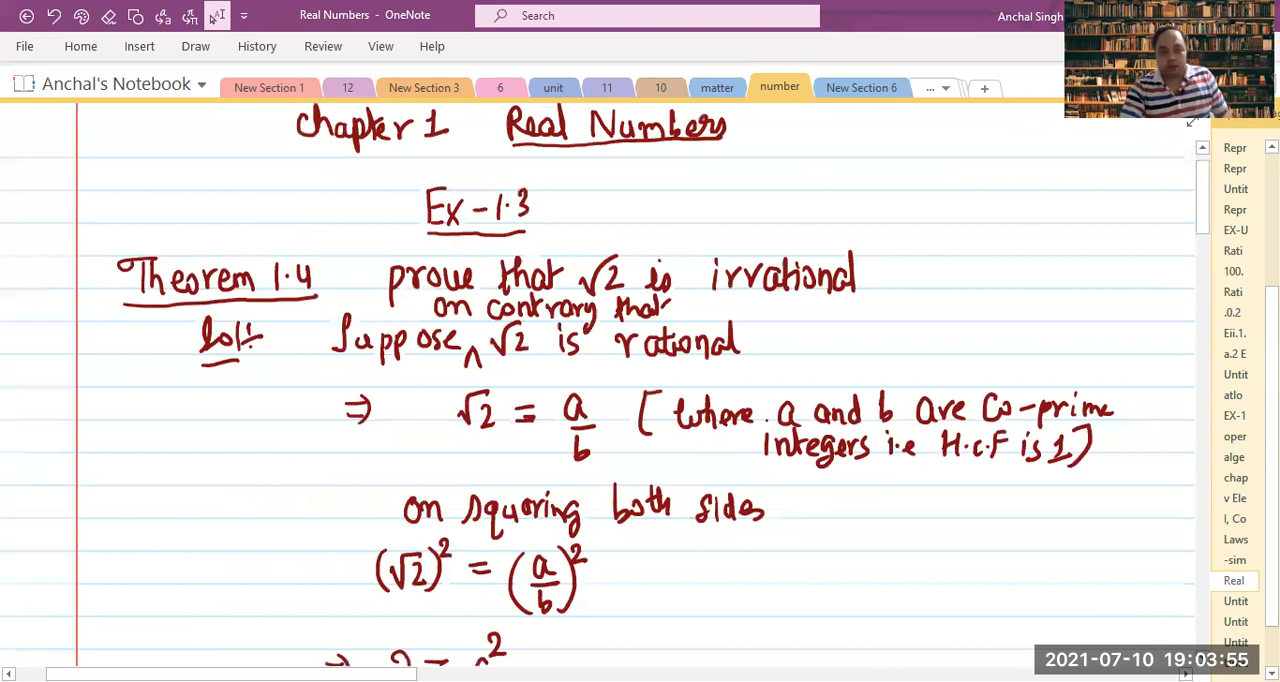 Real Numbers - OneNote
Search
Anchal Singh
File Home Insert Draw History Review View Help
Anchal's Notebook
New Section 1 12 New Section 3 6 unit 11 10 matter number New Section 6 ...
Chapter 1 Real Numbers
Ex - 1.3
Theorem 1.4 prove that √2 is irrational
on contrary that
Sol:- Suppose ∧ √2 is rational
⇒ √2 = a/b [where a and b are Co-prime
integers i.e H.c.F is 1]
on squaring both sides
(√2)² = (a/b)²
⇒ 2 = a²
Repr
Repr
Untit
Repr
EX-U
Rati
100.
Rati
.0.2
Eii.1.
a.2 E
Untit
atlo
EX-1
oper
alge
chap
v Ele
l, Co
Laws
-sim
Real
Untit
Untit
Untit
2021-07-10 19:03:55